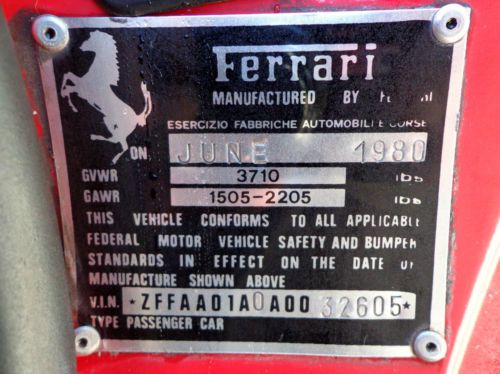 Ferrari
MANUFACTURED BY
ESERCIZIO FABBRICHE AUTOMOBILI E CORSE
ON JUNE 1980
GVWR 3710 lbs
GAWR 1505-2205 lbs
THIS VEHICLE CONFORMS TO ALL APPLICABLE
FEDERAL MOTOR VEHICLE SAFETY AND BUMPER
STANDARDS IN EFFECT ON THE DATE OF
MANUFACTURE SHOWN ABOVE
V.I.N. *ZFFAA01A0A0032605*
TYPE PASSENGER CAR